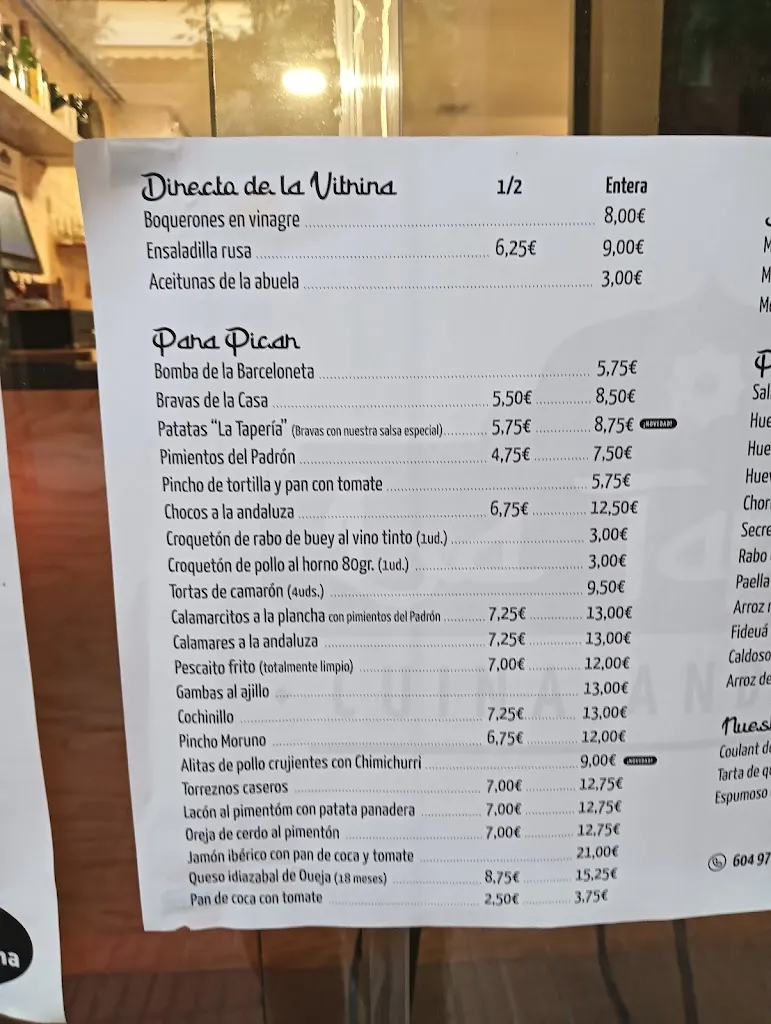 Directa de la Vitrina 1/2 Entera
Boquerones en vinagre 8,00€
Ensaladilla rusa 6,25€ 9,00€
Aceitunas de la abuela 3,00€
Para Picar
Bomba de la Barceloneta 5,75€
Bravas de la Casa 5,50€ 8,50€
Patatas “La Tapería” (Bravas con nuestra salsa especial) 5,75€ 8,75€ ¡NOVEDAD!
Pimientos del Padrón 4,75€ 7,50€
Pincho de tortilla y pan con tomate 5,75€
Chocos a la andaluza 6,75€ 12,50€
Croquetón de rabo de buey al vino tinto (1ud.) 3,00€
Croquetón de pollo al horno 80gr. (1ud.) 3,00€
Tortas de camarón (4uds.) 9,50€
Calamarcitos a la plancha con pimientos del Padrón 7,25€ 13,00€
Calamares a la andaluza 7,25€ 13,00€
Pescaito frito (totalmente limpio) 7,00€ 12,00€
Gambas al ajillo 13,00€
Cochinillo 7,25€ 13,00€
Pincho Moruno 6,75€ 12,00€
Alitas de pollo crujientes con Chimichurri 9,00€ ¡NOVEDAD!
Torreznos caseros 7,00€ 12,75€
Lacón al pimentóm con patata panadera 7,00€ 12,75€
Oreja de cerdo al pimentón 7,00€ 12,75€
Jamón ibérico con pan de coca y tomate 21,00€
Queso idiazabal de Oveja (18 meses) 8,75€ 15,25€
Pan de coca con tomate 2,50€ 3,75€
CUINA AND
M
M
Mo
P
Sal
Hue
Hue
Huev
Chor
Secre
Rabo
Paella
Arroz
Fideuá
Caldoso
Arroz de
Nues
Coulant d
Tarta de q
Espumoso
604 97
na